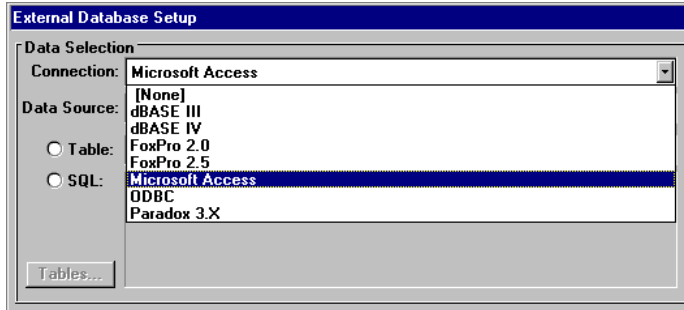 External Database Setup
Data Selection
Connection: Microsoft Access
[None]
Data Source: dBASE III
dBASE IV
Table: FoxPro 2.0
FoxPro 2.5
SQL: Microsoft Access
ODBC
Paradox 3.X
Tables...